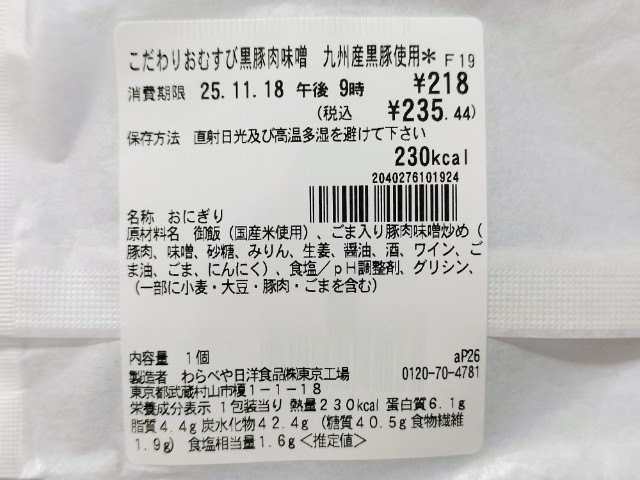 こだわりおむすび黒豚肉味噌 九州産黒豚使用* F19
消費期限 25.11.18 午後 9時 ¥218
(税込 ¥235.44)
保存方法 直射日光及び高温多湿を避けて下さい
230kcal
2040276101924
名称 おにぎり
原材料名 御飯(国産米使用)、ごま入り豚肉味噌炒め(
豚肉、味噌、砂糖、みりん、生姜、醤油、酒、ワイン、ご
ま油、ごま、にんにく)、食塩/pH調整剤、グリシン、
(一部に小麦・大豆・豚肉・ごまを含む)
内容量 1個 aP26
製造者 わらべや日洋食品㈱東京工場 0120-70-4781
東京都武蔵村山市榎1-1-18
栄養成分表示 1包装当り 熱量230kcal 蛋白質6.1g
脂質4.4g 炭水化物42.4g (糖質40.5g食物繊維
1.9g) 食塩相当量1.6g<推定値>